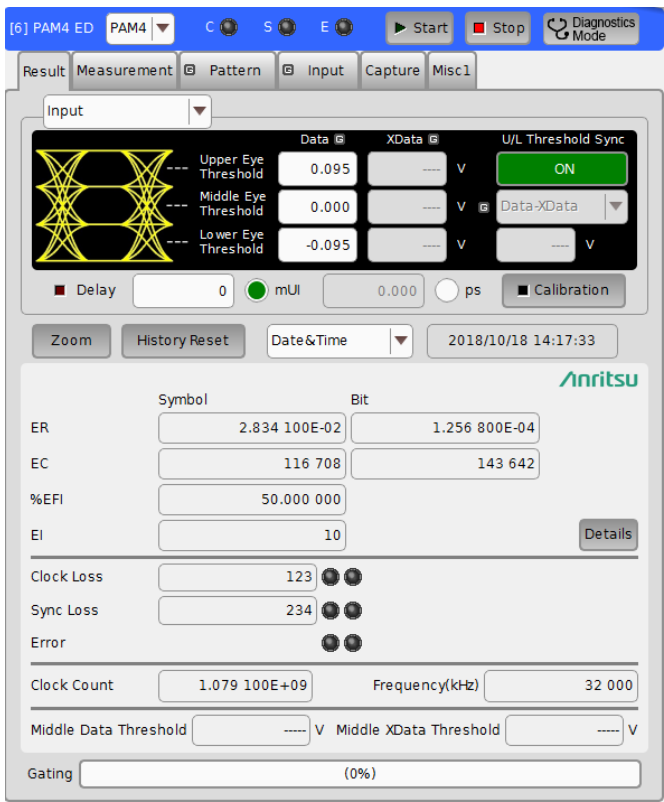 [6] PAM4 ED PAM4 C S E Start Stop Diagnostics Mode
Result Measurement G Pattern G Input Capture Misc1
Input
Data G XData G U/L Threshold Sync
Upper Eye Threshold 0.095 ---- V ON
Middle Eye Threshold 0.000 ---- V G Data-XData
Lower Eye Threshold -0.095 ---- V ---- V
Delay 0 mUI 0.000 ps Calibration
Zoom History Reset Date&Time 2018/10/18 14:17:33
Anritsu
Symbol Bit
ER 2.834 100E-02 1.256 800E-04
EC 116 708 143 642
%EFI 50.000 000
EI 10 Details
Clock Loss 123
Sync Loss 234
Error
Clock Count 1.079 100E+09 Frequency(kHz) 32 000
Middle Data Threshold ----- V Middle XData Threshold ----- V
Gating (0%)